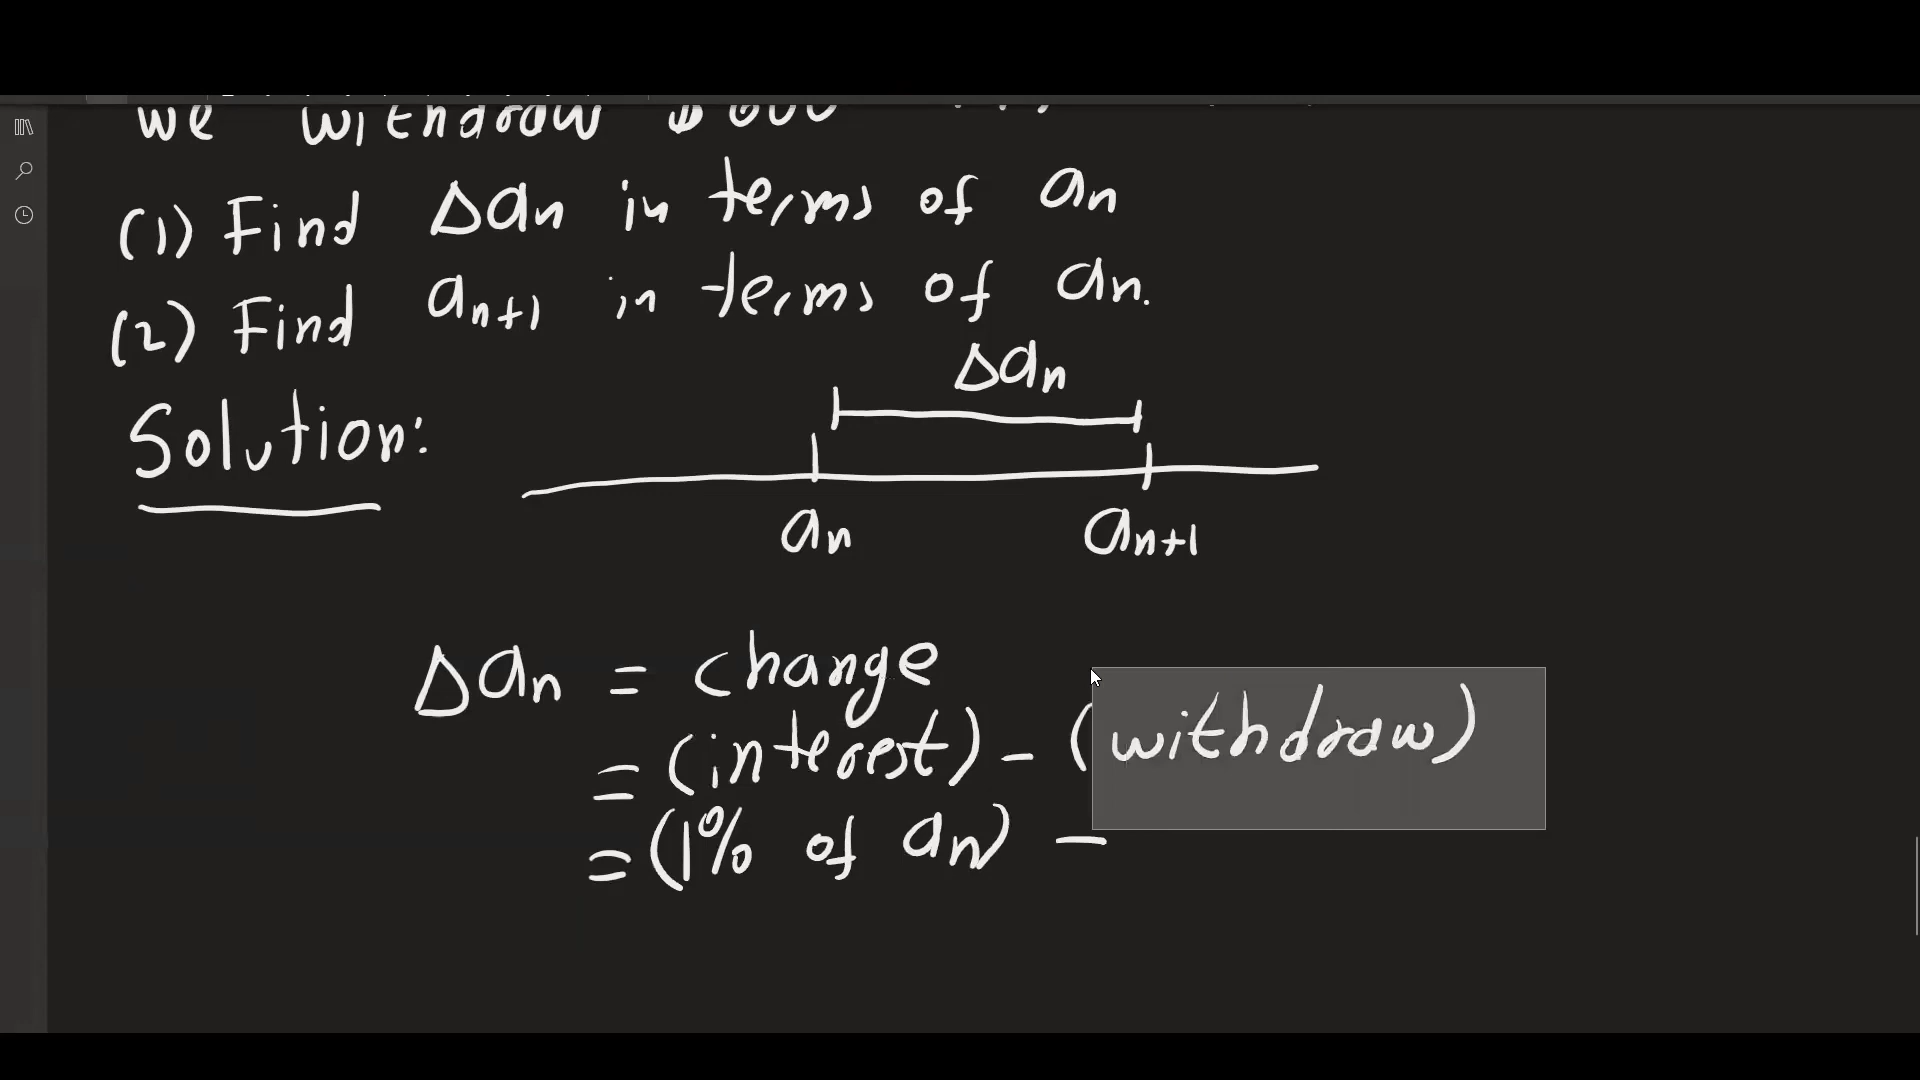 we withdraw
(1) Find Δan in terms of an
(2) Find an+1 in terms of an.
Solution:
Δan
an an+1
Δan = change
= (interest) - (withdraw)
= (1% of an) -